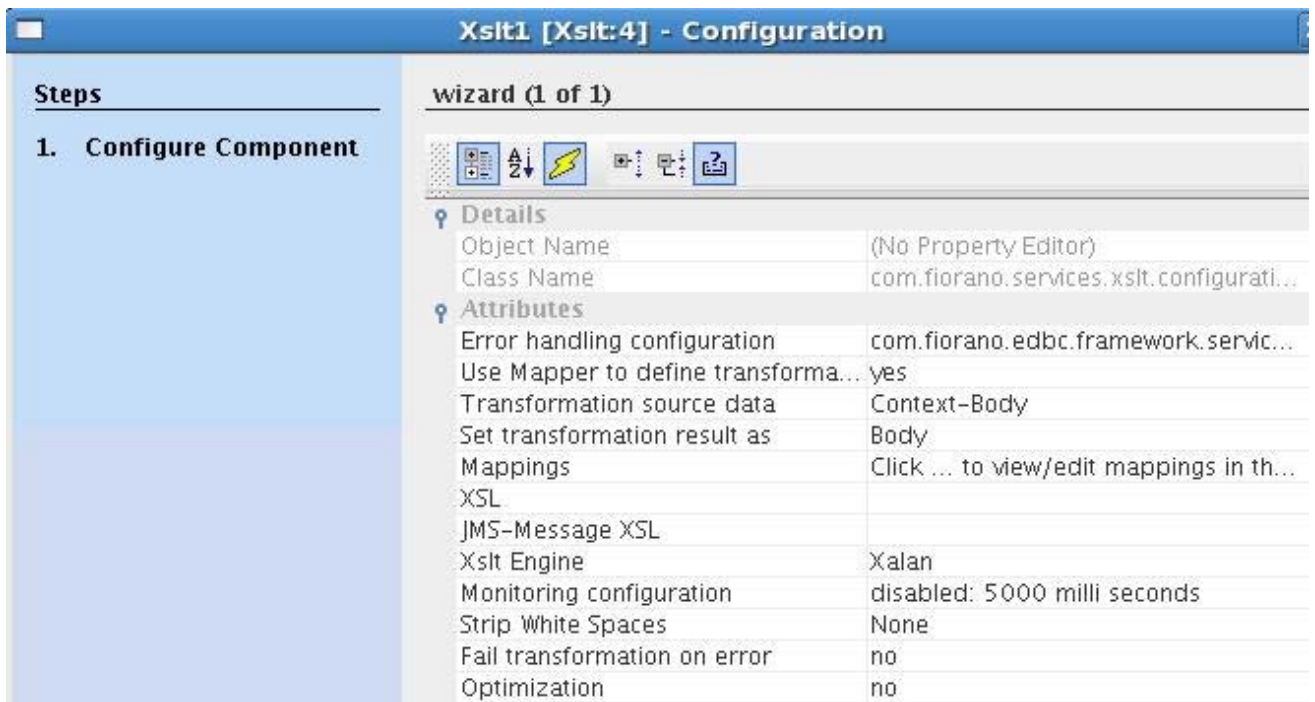 Xslt1 [Xslt:4] - Configuration
Steps
1. Configure Component
wizard (1 of 1)
Details
Object Name (No Property Editor)
Class Name com.fiorano.services.xslt.configurati...
Attributes
Error handling configuration com.fiorano.edbc.framework.servic...
Use Mapper to define transforma... yes
Transformation source data Context-Body
Set transformation result as Body
Mappings Click ... to view/edit mappings in th...
XSL
JMS-Message XSL
Xslt Engine Xalan
Monitoring configuration disabled: 5000 milli seconds
Strip White Spaces None
Fail transformation on error no
Optimization no